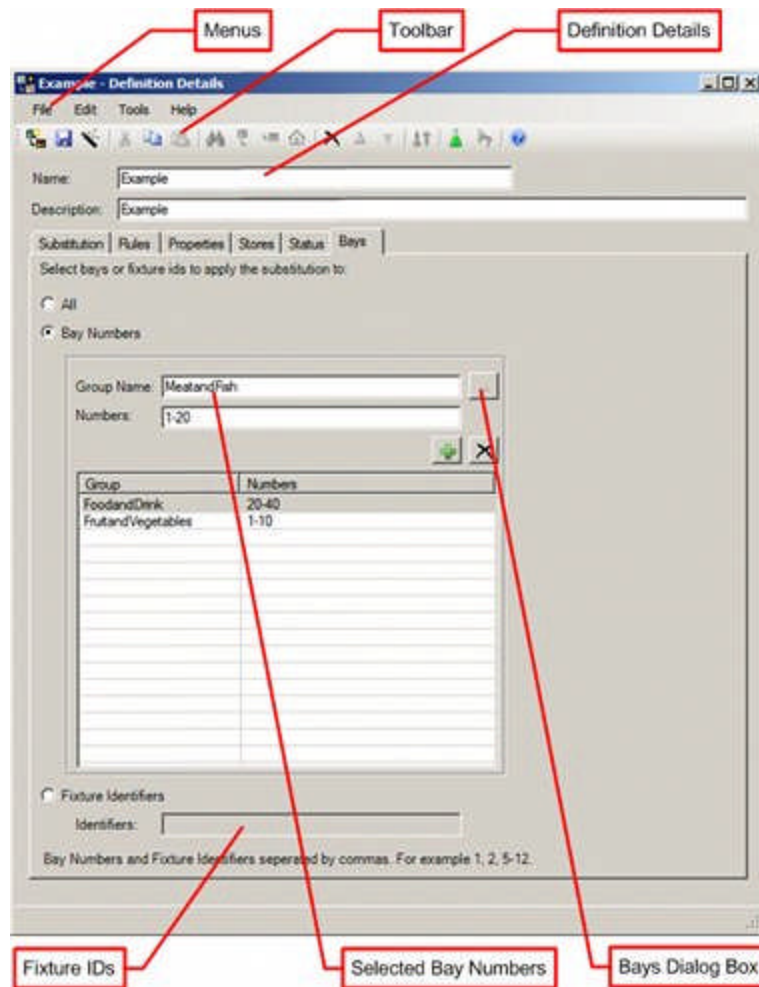 Menus
Toolbar
Definition Details
Example - Definition Details
File Edit Tools Help
Name: Example
Description: Example
Substitution Rules Properties Stores Status Bays
Select bays or fixture ids to apply the substitution to:
All
Bay Numbers
Group Name: MeatandFish
...
Numbers: 1-20
Group Numbers
FoodandDrink 20-40
FruitandVegetables 1-10
Fixture Identifiers
Identifiers:
Bay Numbers and Fixture Identifiers seperated by commas. For example 1, 2, 5-12.
Fixture IDs
Selected Bay Numbers
Bays Dialog Box